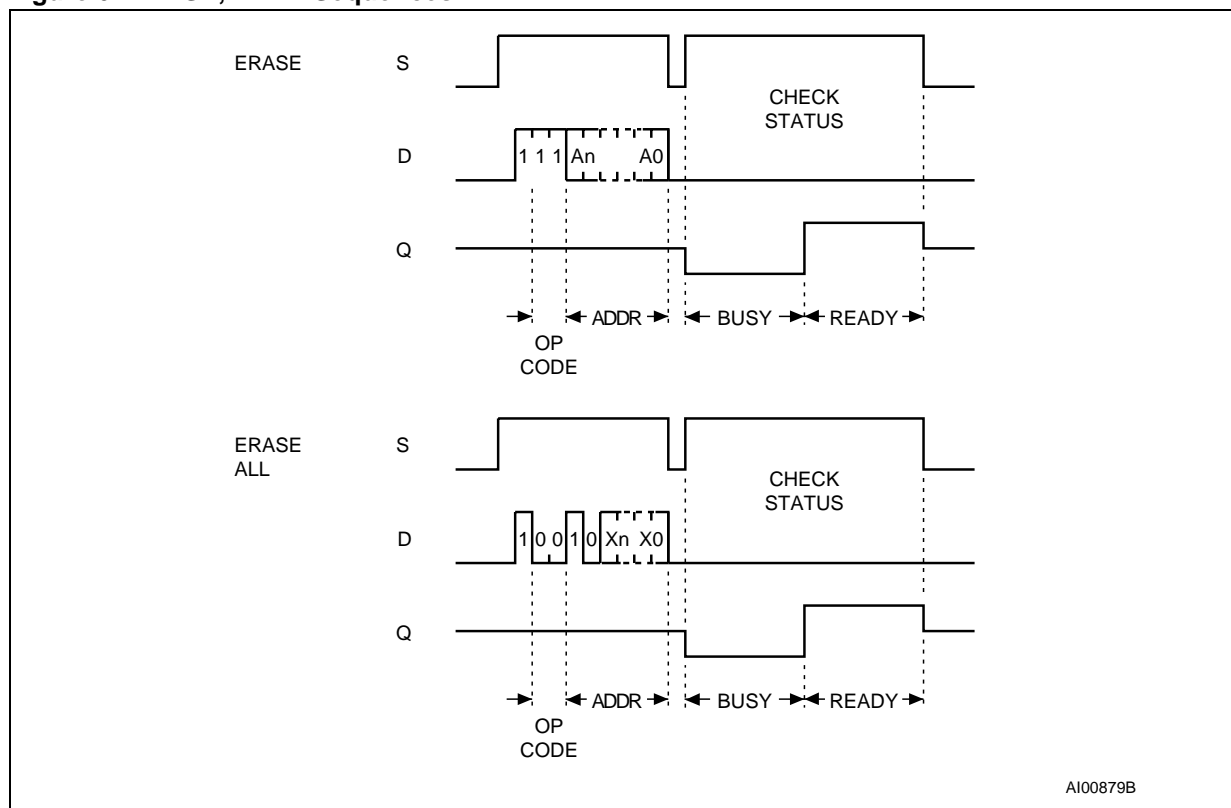 ERASE S
CHECK
STATUS
D 1 1 1 An A0
Q
ADDR BUSY READY
OP
CODE
ERASE
ALL
S
CHECK
STATUS
D 1 0 0 1 0 Xn X0
Q
ADDR BUSY READY
OP
CODE
AI00879B